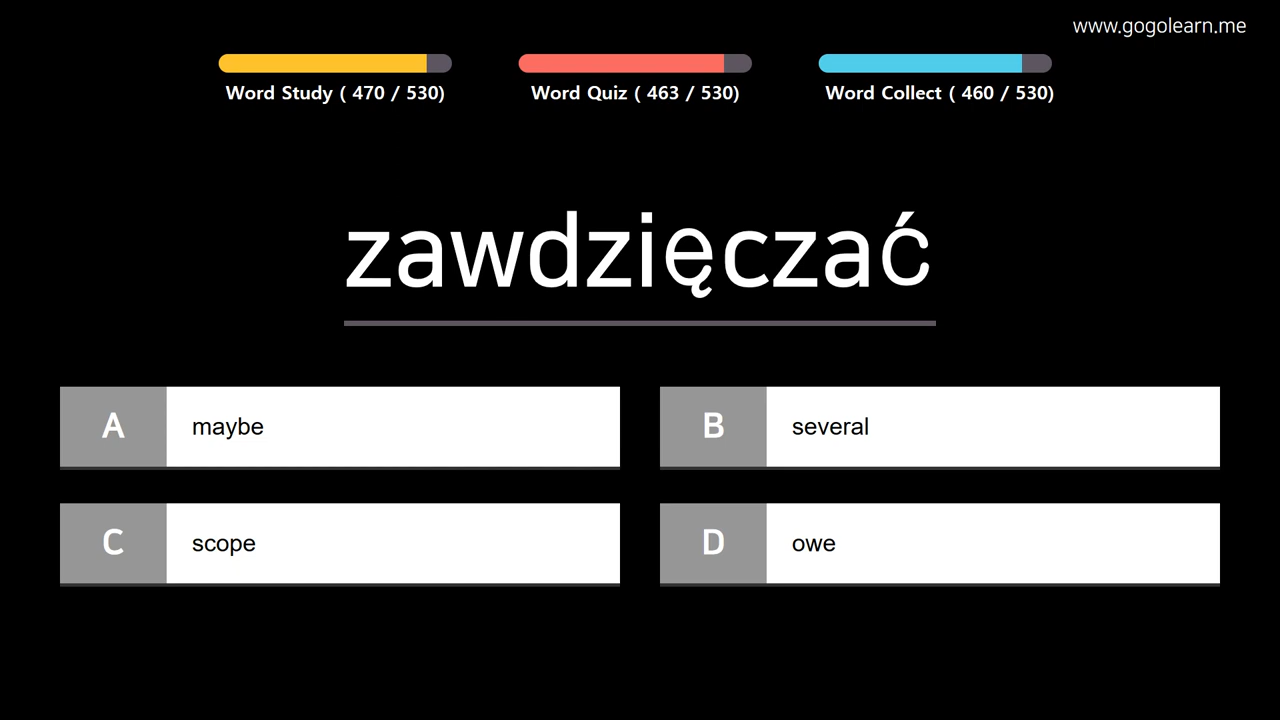 www.gogolearn.me
Word Study ( 470 / 530)
Word Quiz ( 463 / 530)
Word Collect ( 460 / 530)
zawdzięczać
A maybe
B several
C scope
D owe